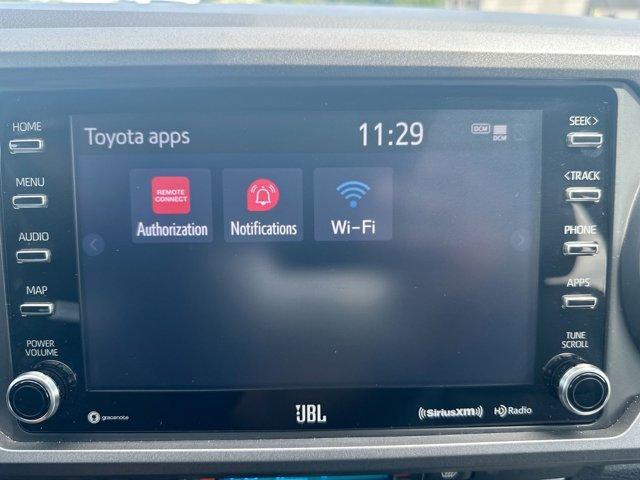 HOME
MENU
AUDIO
MAP
POWER
VOLUME
Toyota apps 11:29 DCM DCM
REMOTE
CONNECT
Authorization Notifications Wi-Fi
SEEK>
<TRACK
PHONE
APPS
TUNE
SCROLL
gracenote JBL ((SiriusXM)) HD Radio